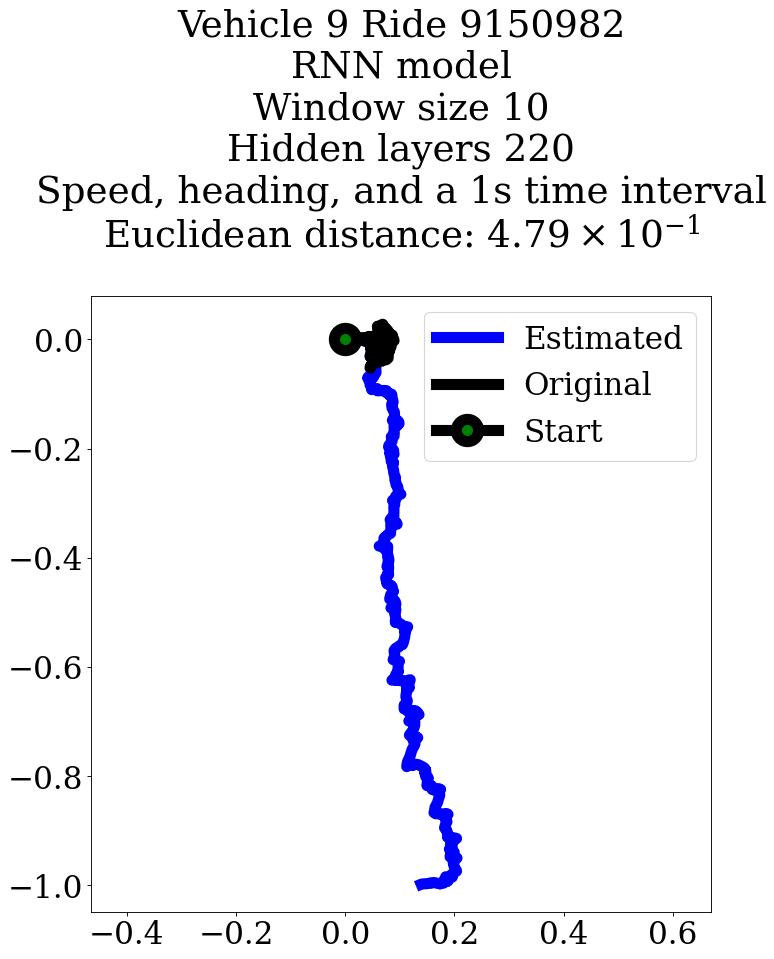 Vehicle 9 Ride 9150982
RNN model
Window size 10
Hidden layers 220
Speed, heading, and a 1s time interval
Euclidean distance: 4.79 × 10⁻¹
Estimated
Original
Start
0.0
−0.2
−0.4
−0.6
−0.8
−1.0
−0.4 −0.2 0.0 0.2 0.4 0.6